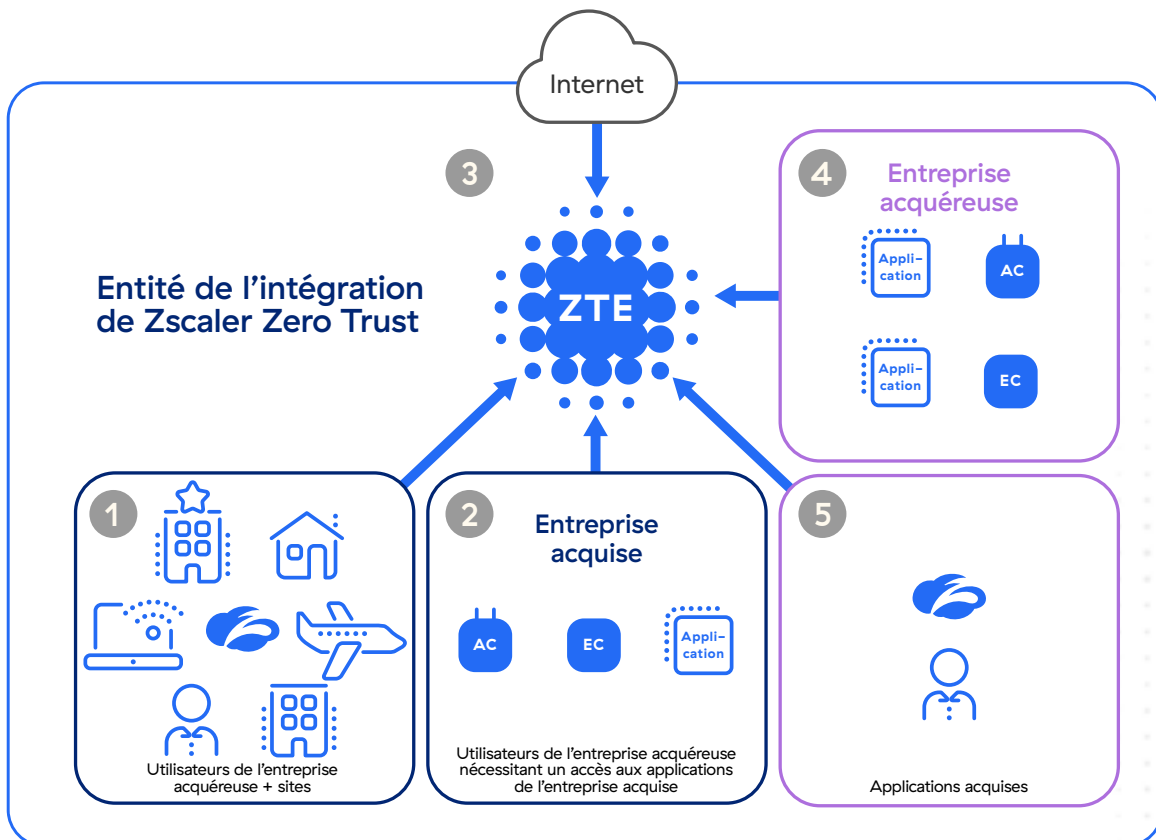 Internet
3
4
Entreprise
acquéreuse
Appli-
cation
AC
Entité de l'intégration
de Zscaler Zero Trust
ZTE
Appli-
cation
EC
1
2
Entreprise
acquise
5
AC
EC
Appli-
cation
Utilisateurs de l'entreprise
acquéreuse + sites
Utilisateurs de l'entreprise acquéreuse
nécessitant un accès aux applications
de l'entreprise acquise
Applications acquises